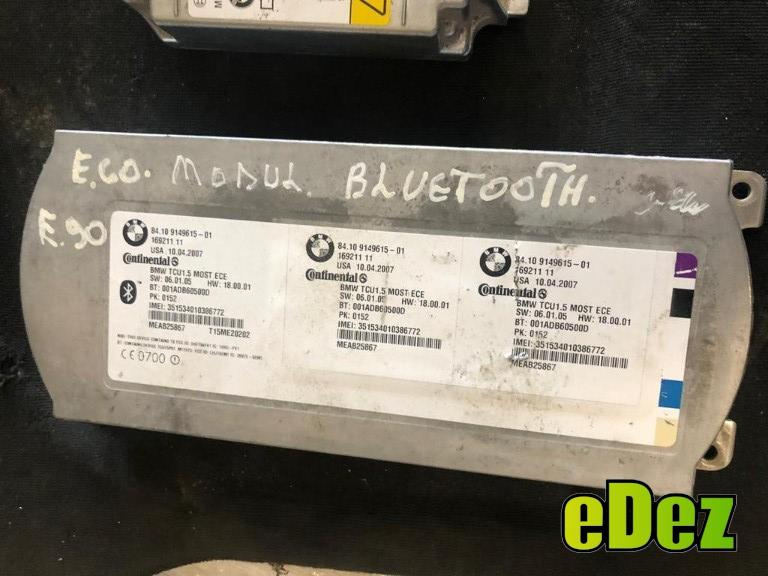 7
E.60. MODUL. BLUETOOTH.
E.90
84.10 9149615-01
169211 11
USA 10.04.2007
Continental
BMW TCU1.5 MOST ECE
SW: 06.01.05 HW: 18.00.01
BT: 001ADB60500D
PK: 0152
IMEI: 351534010386772
MEAB25867 T15ME20202
CE0700
84.10 9149615-01
169211 11
USA 10.04.2007
Continental
BMW TCU1.5 MOST ECE
SW: 06.01.05 HW: 18.00.01
BT: 001ADB60500D
PK: 0152
IMEI: 351534010386772
MEAB25867
84.10 9149615-01
169211 11
USA 10.04.2007
Continental
BMW TCU1.5 MOST ECE
SW: 06.01.05 HW: 18.00.01
BT: 001ADB60500D
PK: 0152
IMEI: 351534010386772
MEAB25867
eDez